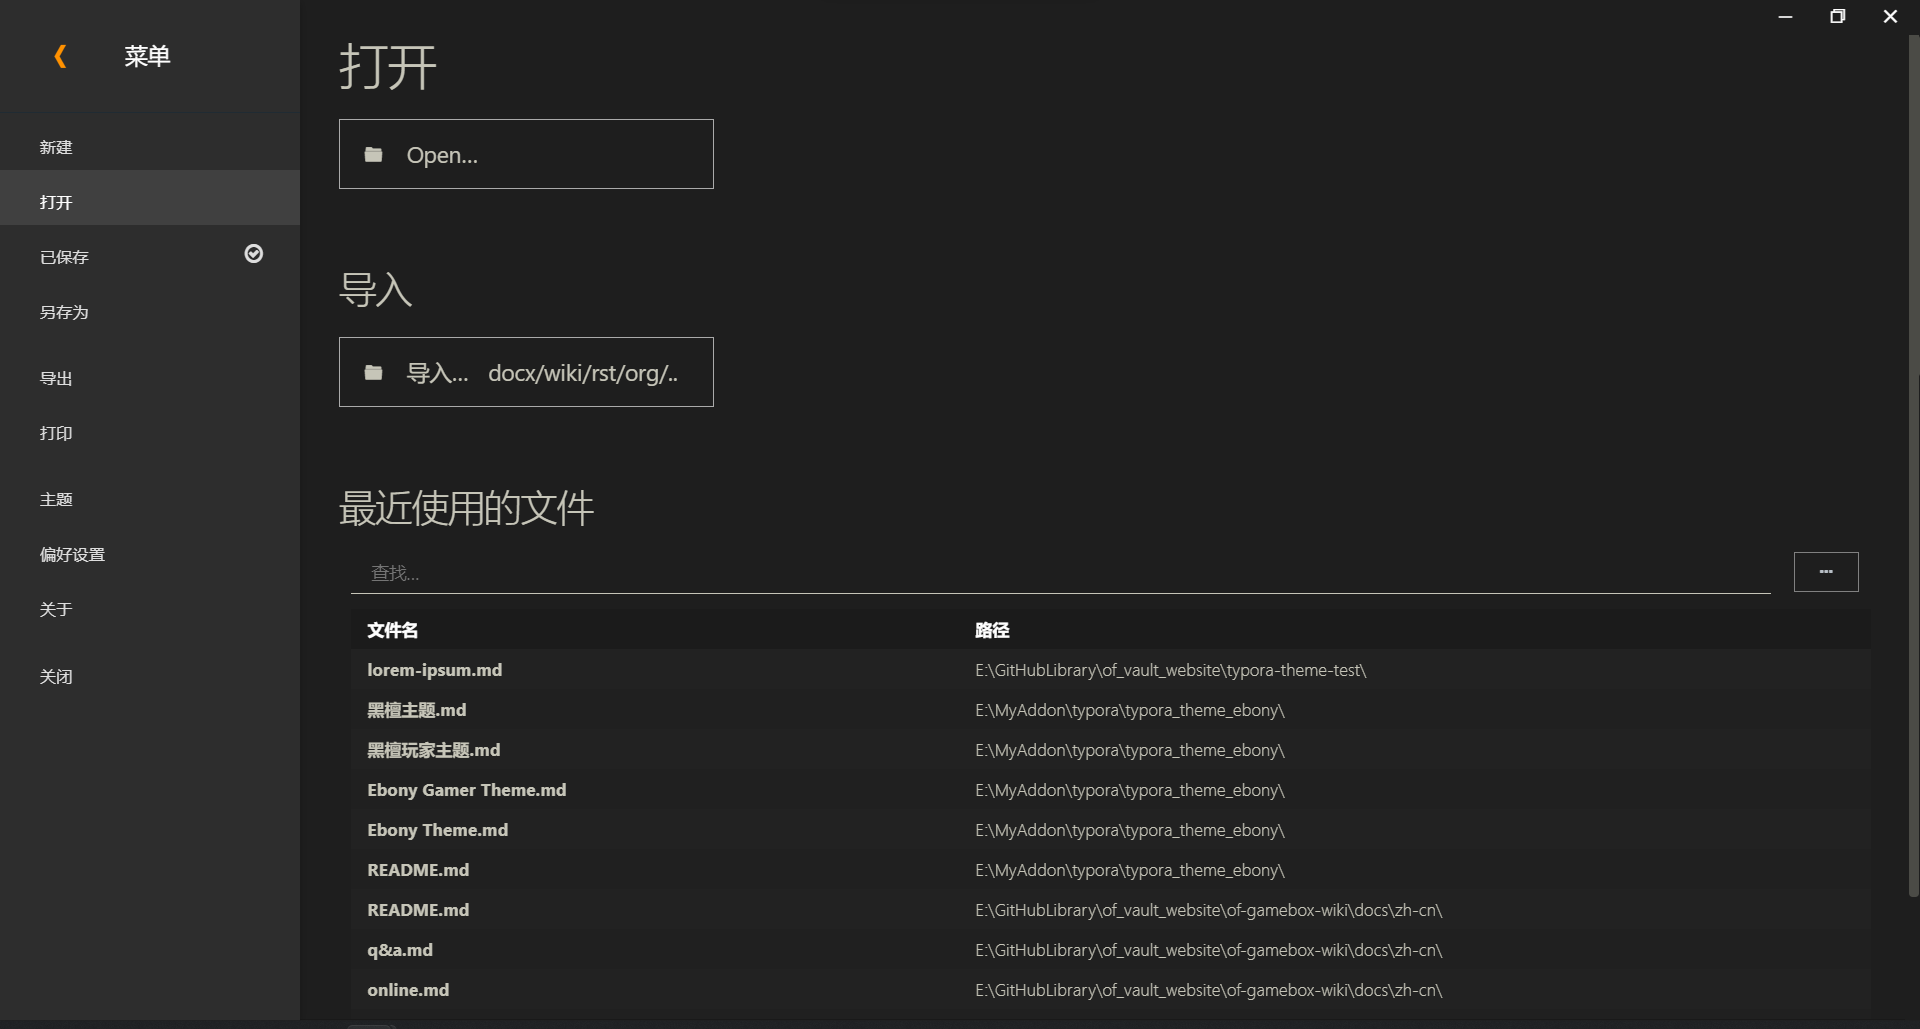 菜单
新建
打开
已保存
另存为
导出
打印
主题
偏好设置
关于
关闭
打开
Open...
导入
导入... docx/wiki/rst/org/..
最近使用的文件
查找...
文件名 路径
lorem-ipsum.md E:\GitHubLibrary\of_vault_website\typora-theme-test\
黑檀主题.md E:\MyAddon\typora\typora_theme_ebony\
黑檀玩家主题.md E:\MyAddon\typora\typora_theme_ebony\
Ebony Gamer Theme.md E:\MyAddon\typora\typora_theme_ebony\
Ebony Theme.md E:\MyAddon\typora\typora_theme_ebony\
README.md E:\MyAddon\typora\typora_theme_ebony\
README.md E:\GitHubLibrary\of_vault_website\of-gamebox-wiki\docs\zh-cn\
q&a.md E:\GitHubLibrary\of_vault_website\of-gamebox-wiki\docs\zh-cn\
online.md E:\GitHubLibrary\of_vault_website\of-gamebox-wiki\docs\zh-cn\